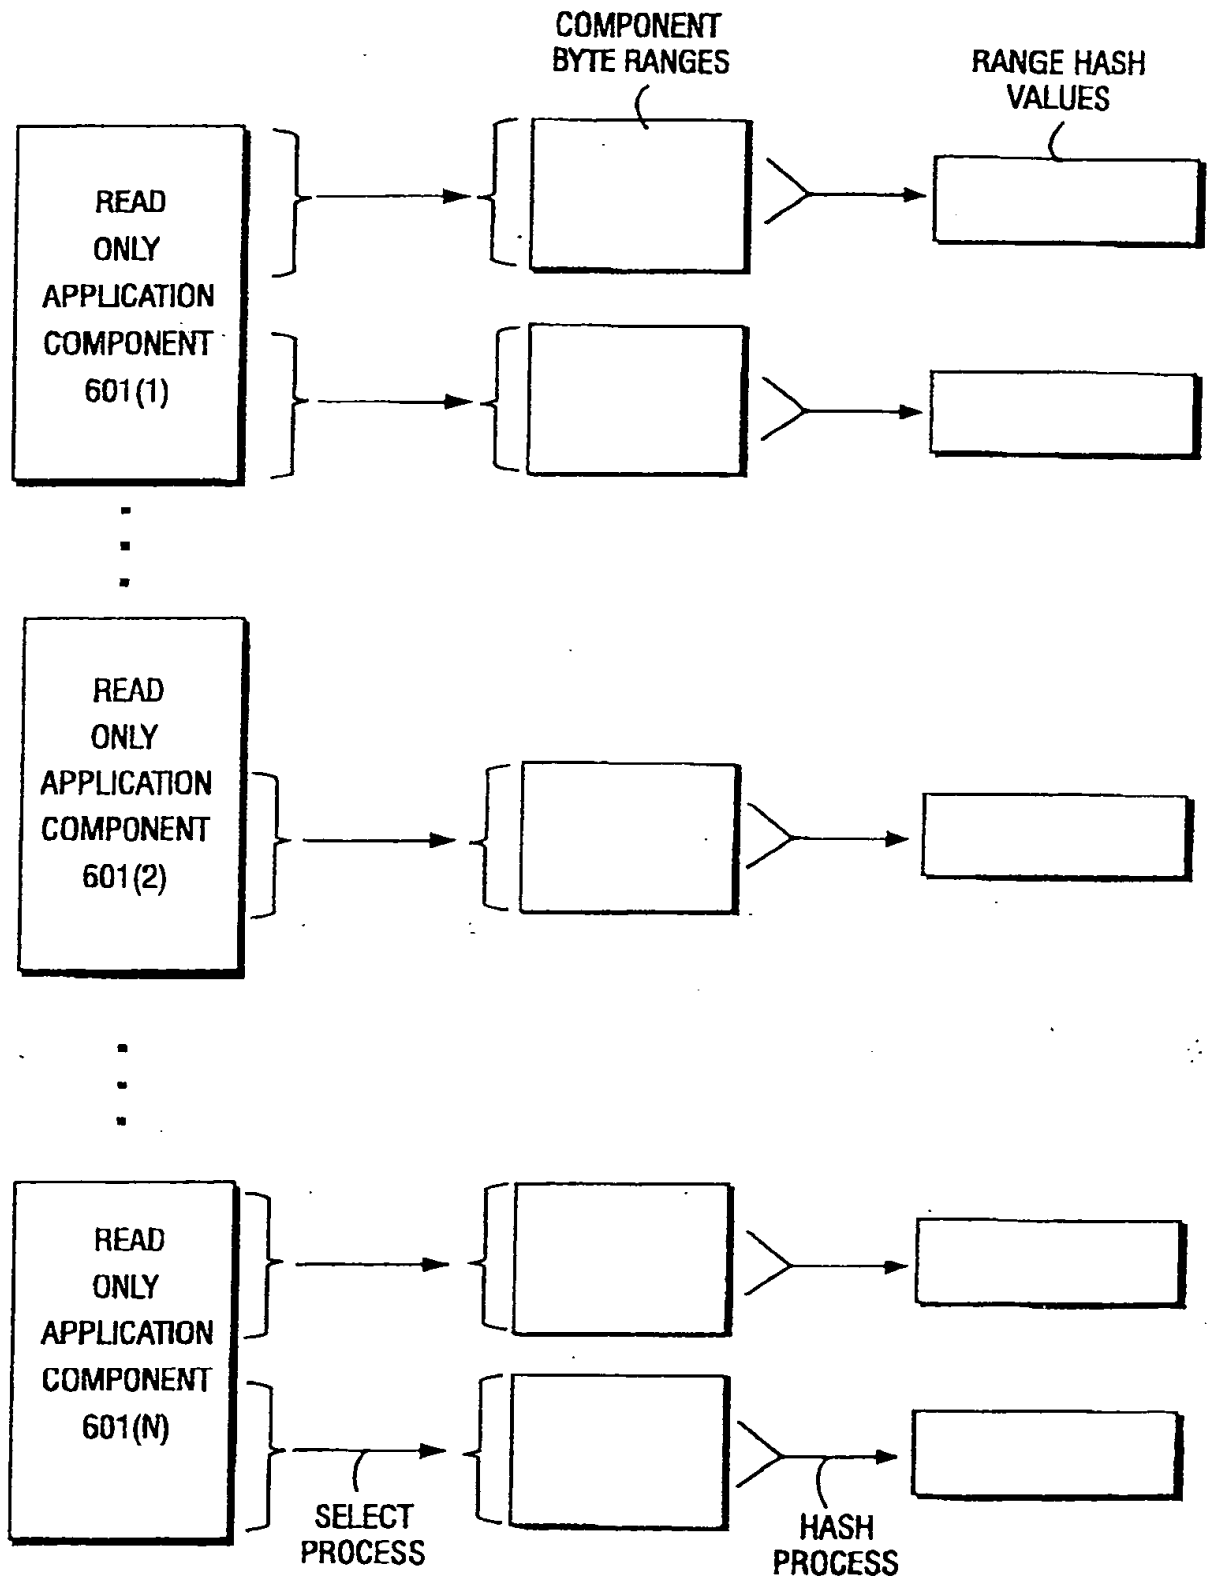 COMPONENT
BYTE RANGES
RANGE HASH
VALUES
READ
ONLY
APPLICATION
COMPONENT
601(1)
READ
ONLY
APPLICATION
COMPONENT
601(2)
READ
ONLY
APPLICATION
COMPONENT
601(N)
SELECT
PROCESS
HASH
PROCESS